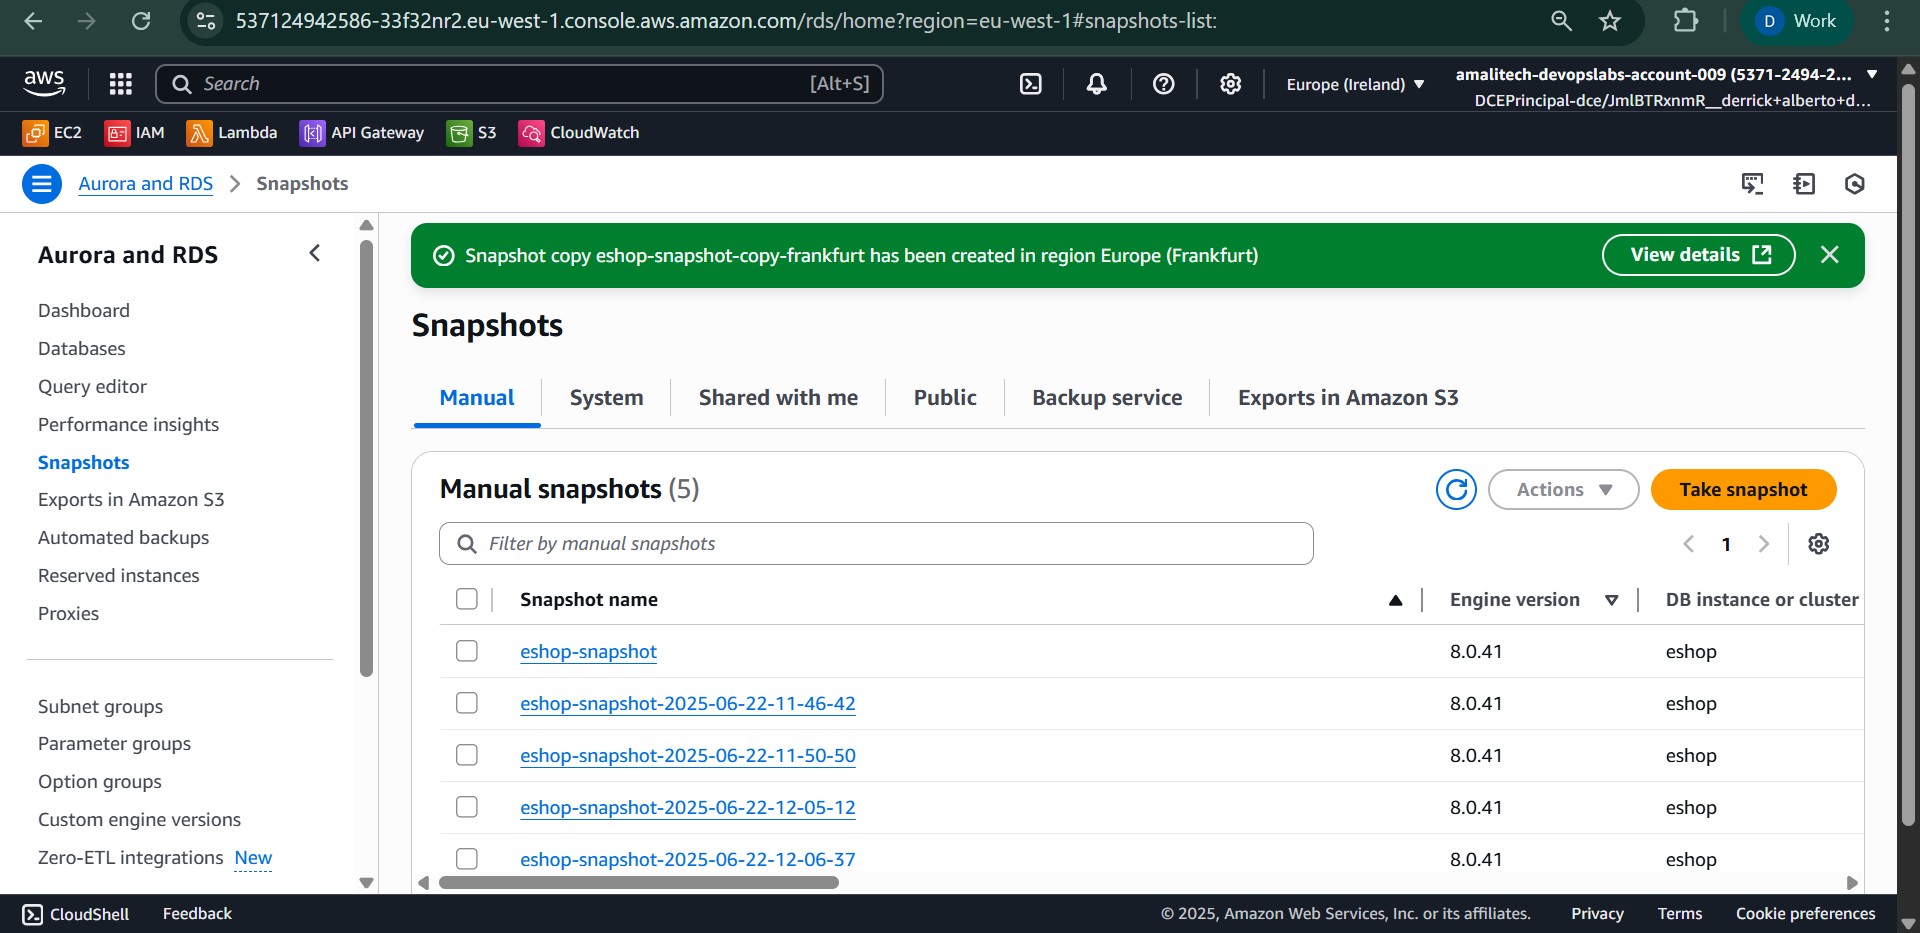 537124942586-33f32nr2.eu-west-1.console.aws.amazon.com/rds/home?region=eu-west-1#snapshots-list:
D Work
aws
Search [Alt+S]
Europe (Ireland)
amalitech-devopslabs-account-009 (5371-2494-2...
DCEPrincipal-dce/JmlBTRxnmR__derrick+alberto+d...
EC2 IAM Lambda API Gateway S3 CloudWatch
Aurora and RDS > Snapshots
Aurora and RDS
Dashboard
Databases
Query editor
Performance insights
Snapshots
Exports in Amazon S3
Automated backups
Reserved instances
Proxies
Subnet groups
Parameter groups
Option groups
Custom engine versions
Zero-ETL integrations New
Snapshot copy eshop-snapshot-copy-frankfurt has been created in region Europe (Frankfurt)
View details
Snapshots
Manual System Shared with me Public Backup service Exports in Amazon S3
Manual snapshots (5)
Actions
Take snapshot
Filter by manual snapshots
1
Snapshot name Engine version DB instance or cluster
eshop-snapshot 8.0.41 eshop
eshop-snapshot-2025-06-22-11-46-42 8.0.41 eshop
eshop-snapshot-2025-06-22-11-50-50 8.0.41 eshop
eshop-snapshot-2025-06-22-12-05-12 8.0.41 eshop
eshop-snapshot-2025-06-22-12-06-37 8.0.41 eshop
CloudShell Feedback
© 2025, Amazon Web Services, Inc. or its affiliates. Privacy Terms Cookie preferences